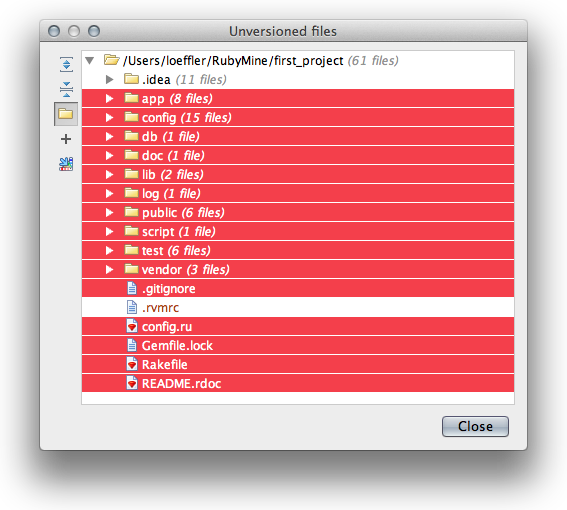 Unversioned files
/Users/loeffler/RubyMine/first_project (61 files)
.idea (11 files)
app (8 files)
config (15 files)
db (1 file)
doc (1 file)
lib (2 files)
log (1 file)
public (6 files)
script (1 file)
test (6 files)
vendor (3 files)
.gitignore
.rvmrc
config.ru
Gemfile.lock
Rakefile
README.rdoc
Close